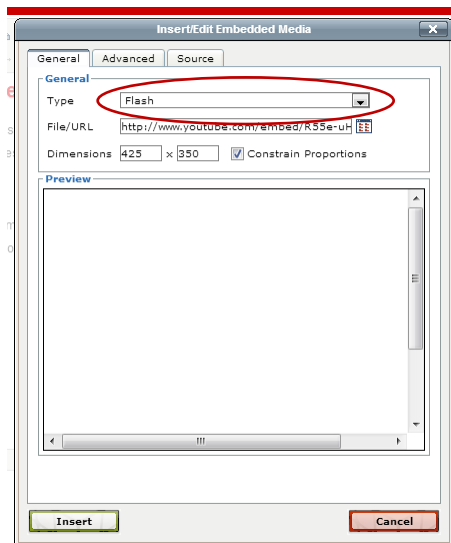 Insert/Edit Embedded Media
General Advanced Source
General
Type Flash
File/URL http://www.youtube.com/embed/R55e-uH
Dimensions 425 x 350 Constrain Proportions
Preview
Insert Cancel